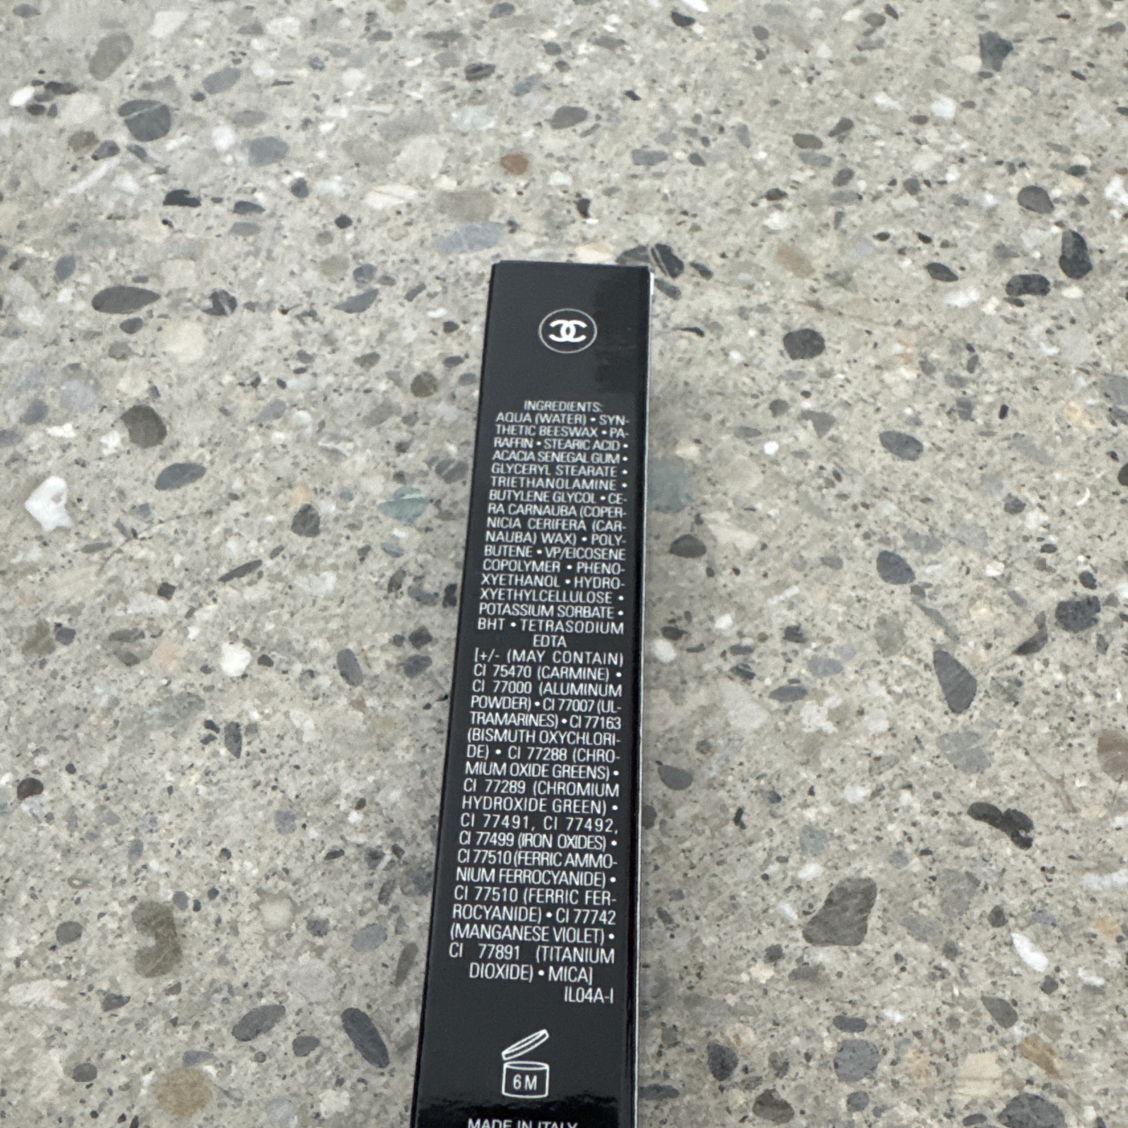 INGREDIENTS:
AQUA (WATER) • SYN-
THETIC BEESWAX • PA-
RAFFIN • STEARIC ACID •
ACACIA SENEGAL GUM •
GLYCERYL STEARATE •
TRIETHANOLAMINE •
BUTYLENE GLYCOL • CE-
RA CARNAUBA (COPER-
NICIA CERIFERA (CAR-
NAUBA) WAX) • POLY-
BUTENE • VP/EICOSENE
COPOLYMER • PHENO-
XYETHANOL • HYDRO-
XYETHYLCELLULOSE •
POTASSIUM SORBATE •
BHT • TETRASODIUM
EDTA
[+/- (MAY CONTAIN)
CI 75470 (CARMINE) •
CI 77000 (ALUMINUM
POWDER) • CI 77007 (UL-
TRAMARINES) • CI 77163
(BISMUTH OXYCHLORI-
DE) • CI 77288 (CHRO-
MIUM OXIDE GREENS) •
CI 77289 (CHROMIUM
HYDROXIDE GREEN) •
CI 77491, CI 77492,
CI 77499 (IRON OXIDES) •
CI 77510 (FERRIC AMMO-
NIUM FERROCYANIDE) •
CI 77510 (FERRIC FER-
ROCYANIDE) • CI 77742
(MANGANESE VIOLET) •
CI 77891 (TITANIUM
DIOXIDE) • MICA]
IL04A-I
6 M
MADE IN ITALY